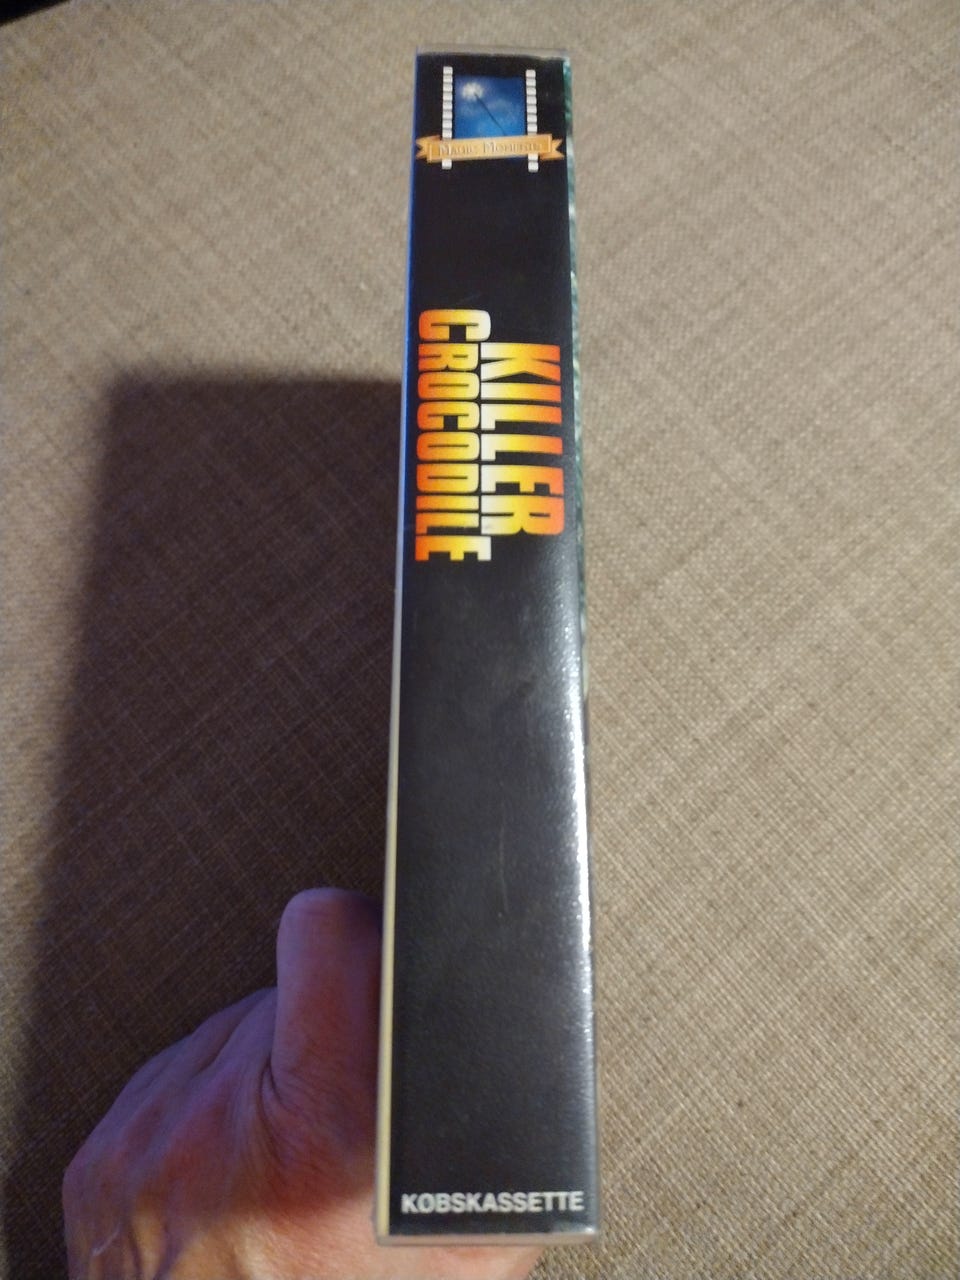 MAGIC MOMENTS
KILLER
CROCODILE
KØBSKASSETTE